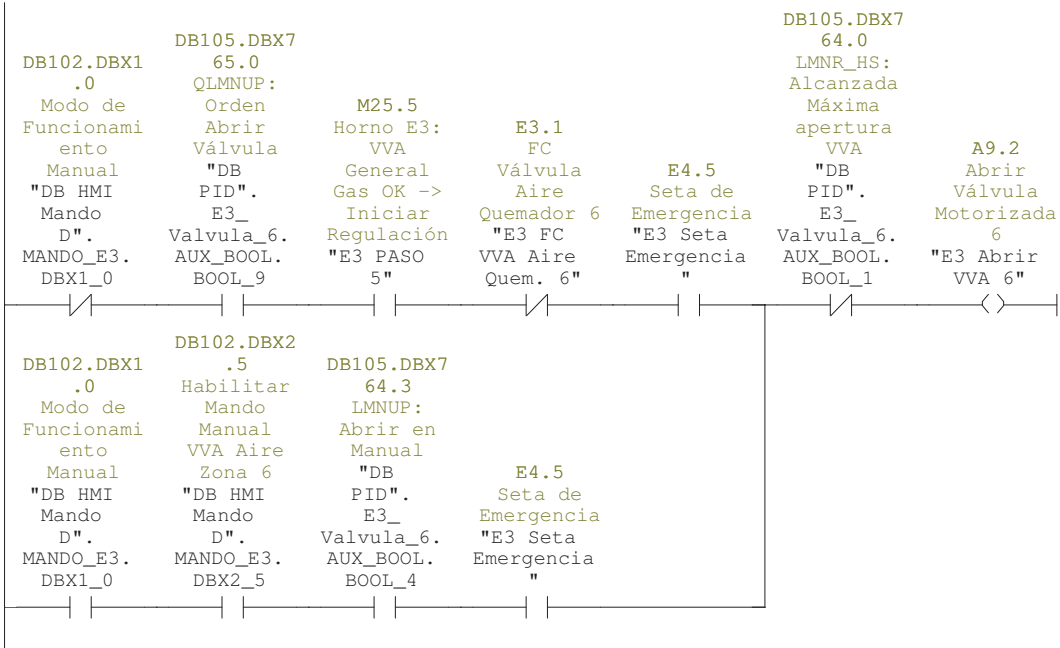 DB102.DBX1
.0
Modo de
Funcionami
ento
Manual
"DB HMI
Mando
D".
MANDO_E3.
DBX1_0
DB105.DBX7
65.0
QLMNUP:
Orden
Abrir
Válvula
"DB
PID".
E3_
Valvula_6.
AUX_BOOL.
BOOL_9
M25.5
Horno E3:
VVA
General
Gas OK ->
Iniciar
Regulación
"E3 PASO
5"
E3.1
FC
Válvula
Aire
Quemador 6
"E3 FC
VVA Aire
Quem. 6"
E4.5
Seta de
Emergencia
"E3 Seta
Emergencia
"
DB105.DBX7
64.0
LMNR_HS:
Alcanzada
Máxima
apertura
VVA
"DB
PID".
E3_
Valvula_6.
AUX_BOOL.
BOOL_1
A9.2
Abrir
Válvula
Motorizada
6
"E3 Abrir
VVA 6"
DB102.DBX1
.0
Modo de
Funcionami
ento
Manual
"DB HMI
Mando
D".
MANDO_E3.
DBX1_0
DB102.DBX2
.5
Habilitar
Mando
Manual
VVA Aire
Zona 6
"DB HMI
Mando
D".
MANDO_E3.
DBX2_5
DB105.DBX7
64.3
LMNUP:
Abrir en
Manual
"DB
PID".
E3_
Valvula_6.
AUX_BOOL.
BOOL_4
E4.5
Seta de
Emergencia
"E3 Seta
Emergencia
"